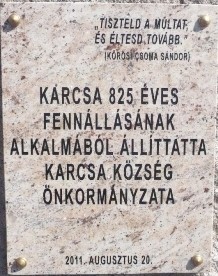 „TISZTELD A MÚLTAT,
ÉS ÉLTESD TOVÁBB.”
(KŐRÖSI CSOMA SÁNDOR)
KARCSA 825 ÉVES
FENNÁLLÁSÁNAK
ALKALMÁBÓL ÁLLÍTTATTA
KARCSA KÖZSÉG
ÖNKORMÁNYZATA
2011. AUGUSZTUS 20.